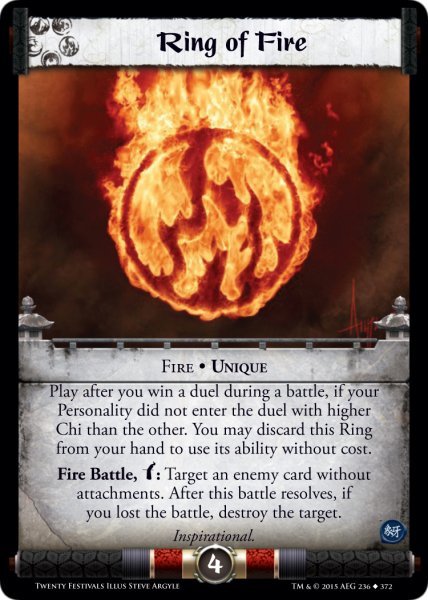 Ring of Fire
Fire • Unique
Play after you win a duel during a battle, if your
Personality did not enter the duel with higher
Chi than the other. You may discard this Ring
from your hand to use its ability without cost.
Fire Battle, : Target an enemy card without
attachments. After this battle resolves, if
you lost the battle, destroy the target.
Inspirational.
4
Twenty Festivals Illus Steve Argyle
TM & © 2015 AEG 236 ◆ 372